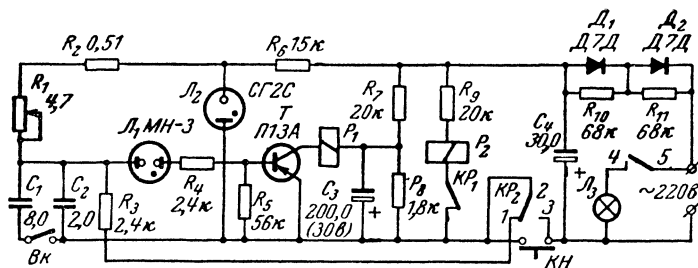 Д₁
Д₂
Д7Д
Д7Д
R₂ 0,51
R₆ 15к
R₁
4,7
Л₂
СГ2С
Т
П13А
Л₁ МН-3
P₁
R₇
20к
R₉
20к
R₁₀
68к
R₁₁
68к
C₄
30,0
+
P₂
КР₁
C₁
8,0
C₂
2,0
R₃
2,4к
R₄
2,4к
R₅
56к
C₃
200,0
(30в)
+
P₈
1,8к
КР₂
1
2
3
4
5
Л₃
~220в
Вк
КН